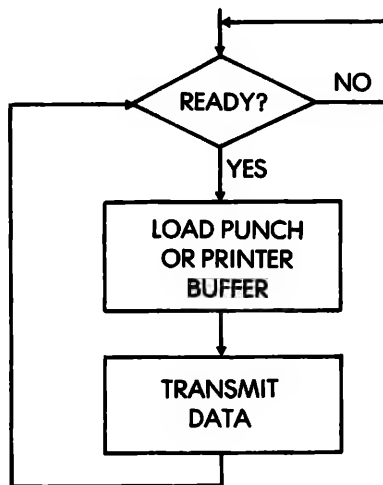 READY?
NO
YES
LOAD PUNCH
OR PRINTER
BUFFER
TRANSMIT
DATA